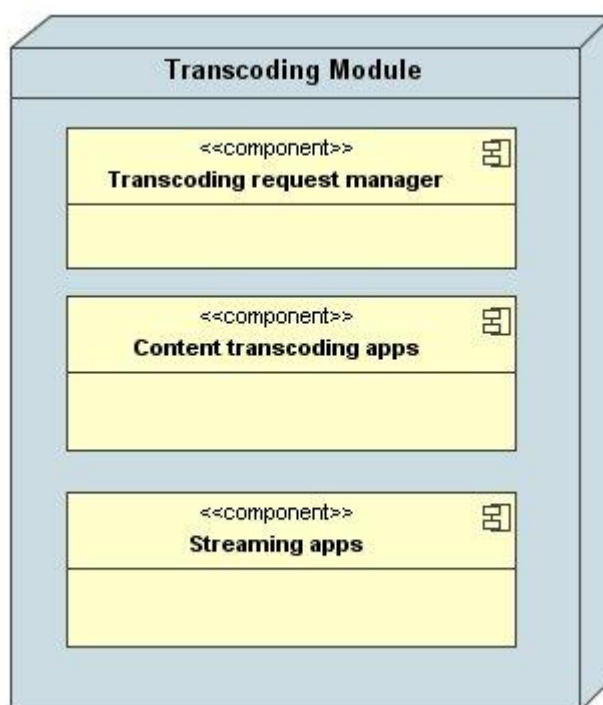 Transcoding Module
<<component>>
Transcoding request manager
<<component>>
Content transcoding apps
<<component>>
Streaming apps